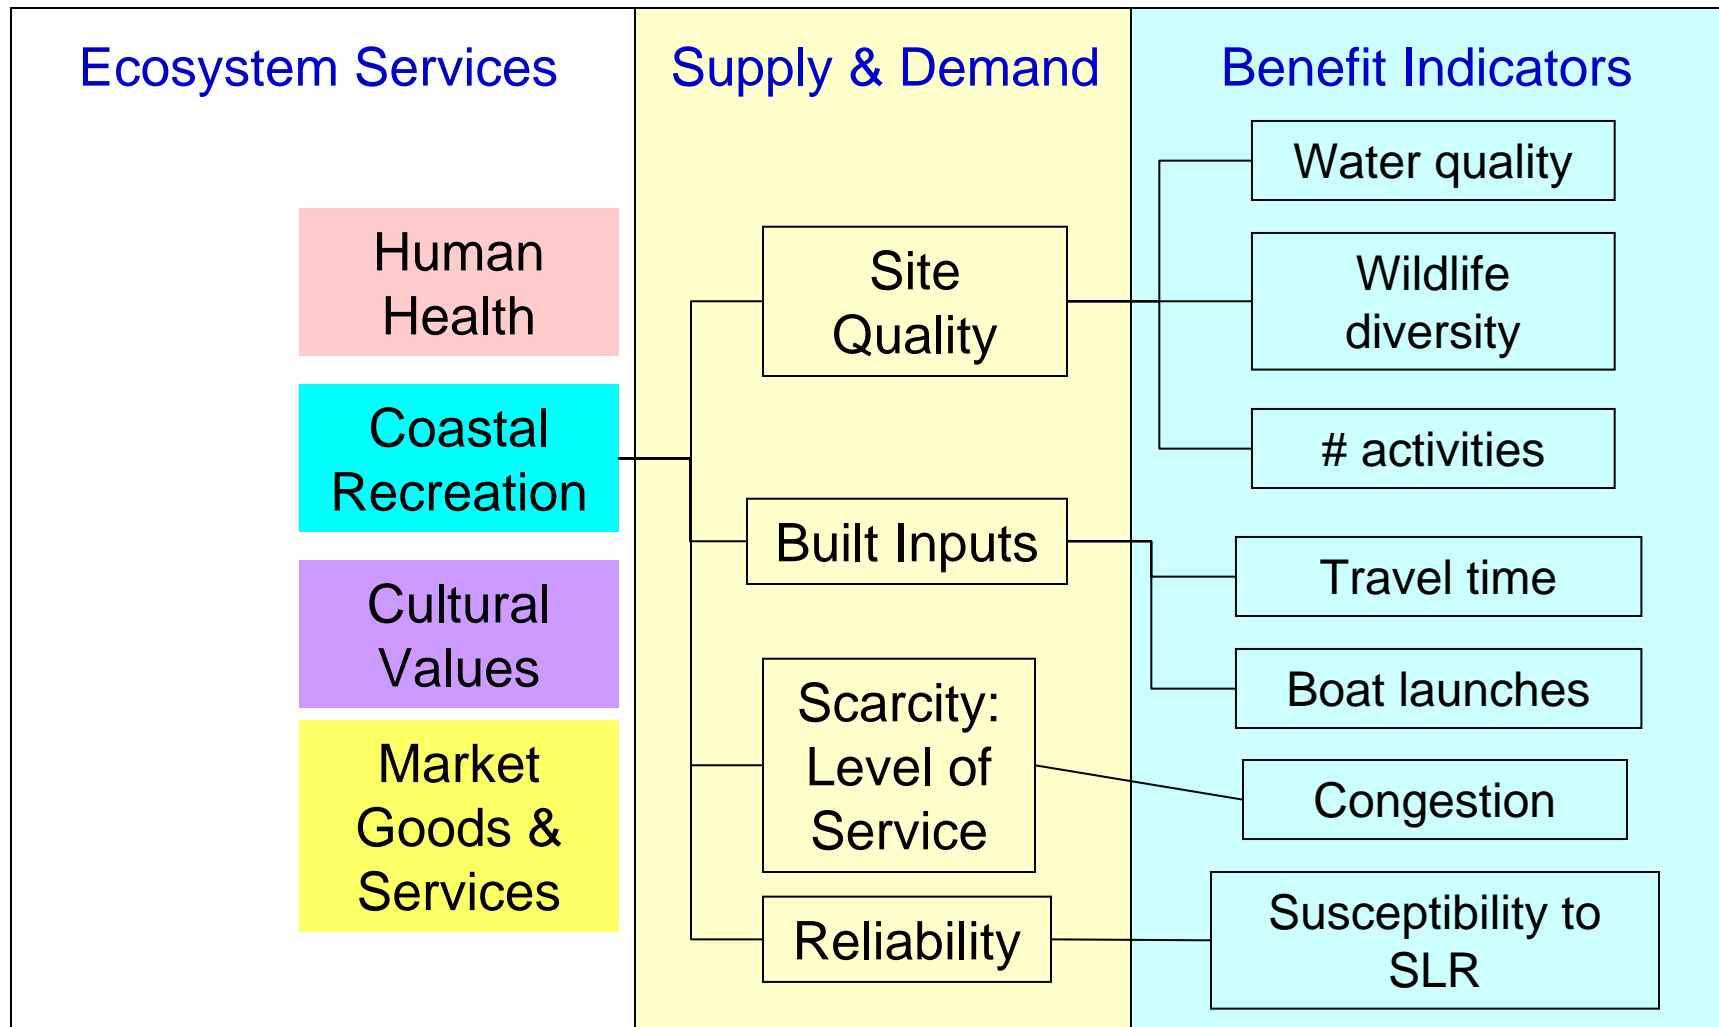 Ecosystem Services
Supply & Demand
Benefit Indicators
Human
Health
Coastal
Recreation
Cultural
Values
Market
Goods &
Services
Site
Quality
Built Inputs
Scarcity:
Level of
Service
Reliability
Water quality
Wildlife
diversity
# activities
Travel time
Boat launches
Congestion
Susceptibility to
SLR